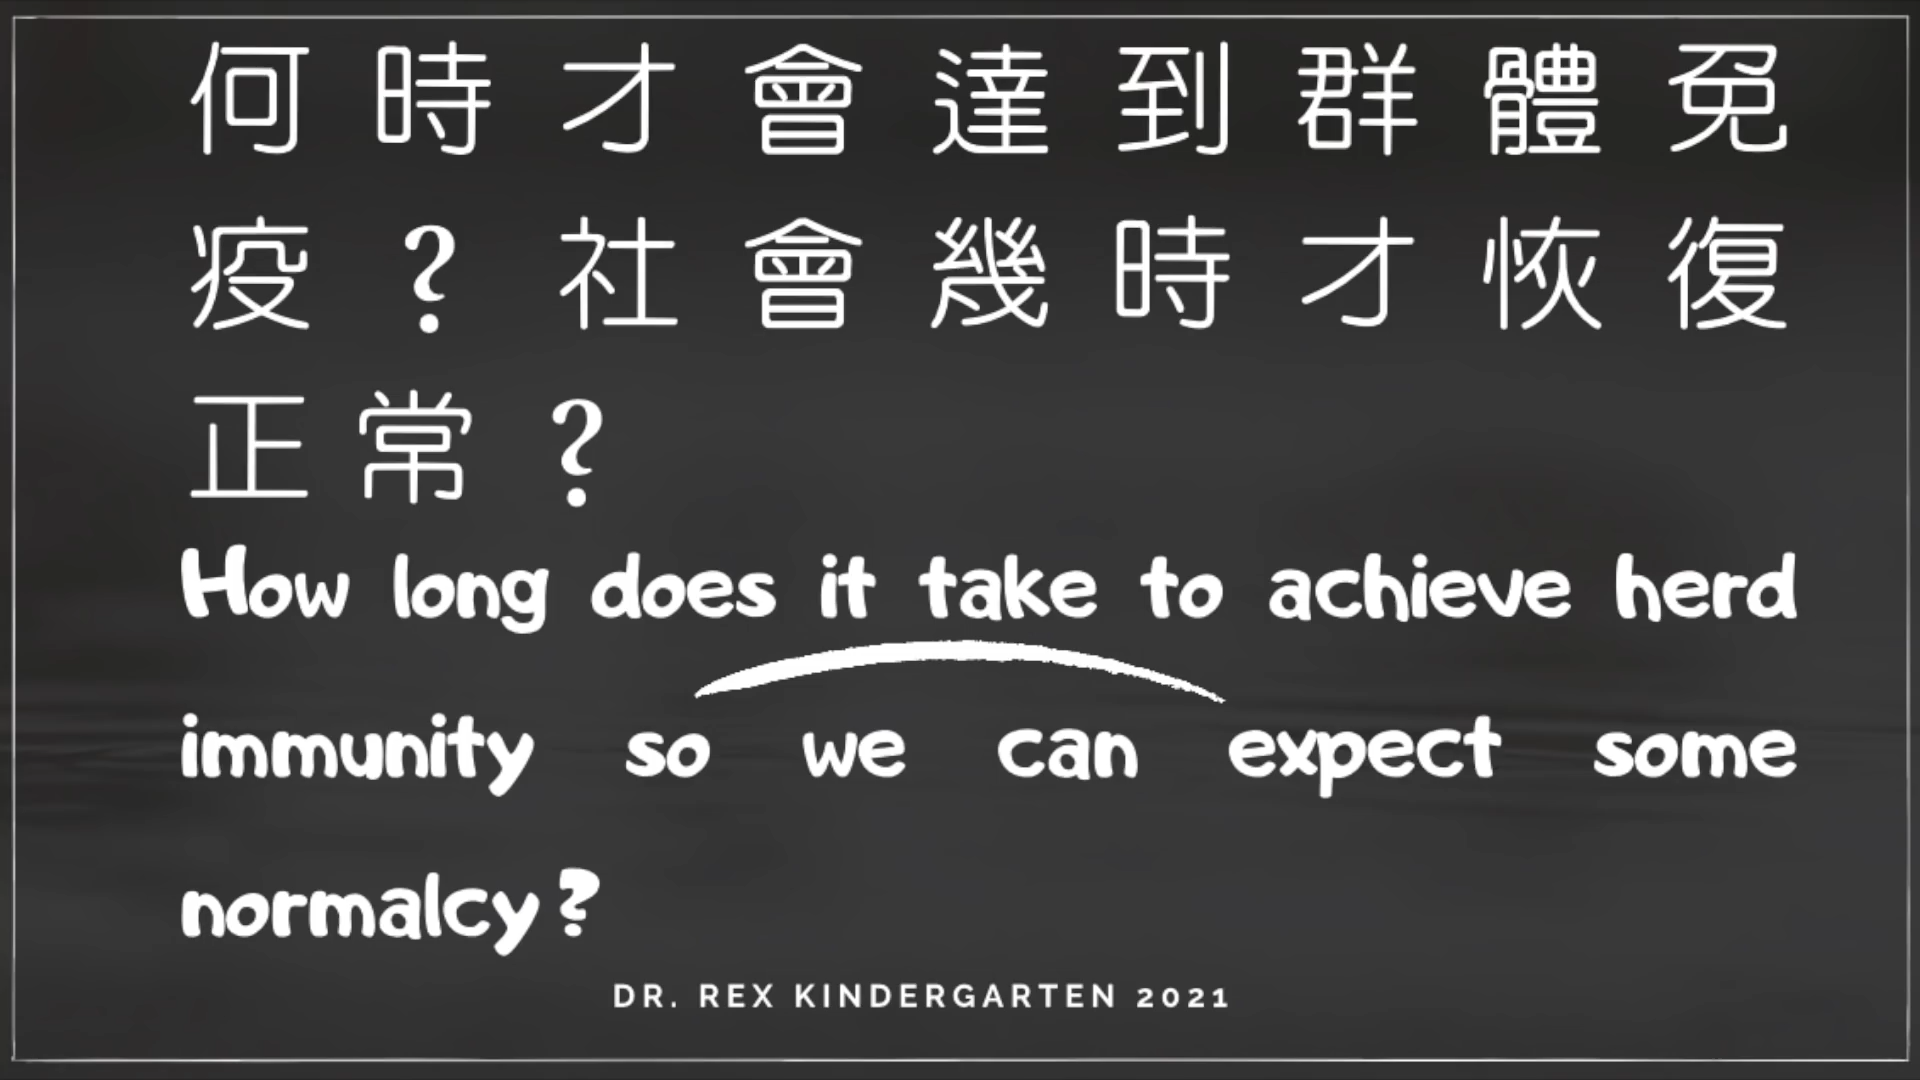 何時才會達到群體免
疫？社會幾時才恢復
正常？
How long does it take to achieve herd
immunity so we can expect some
normalcy?
DR. REX KINDERGARTEN 2021